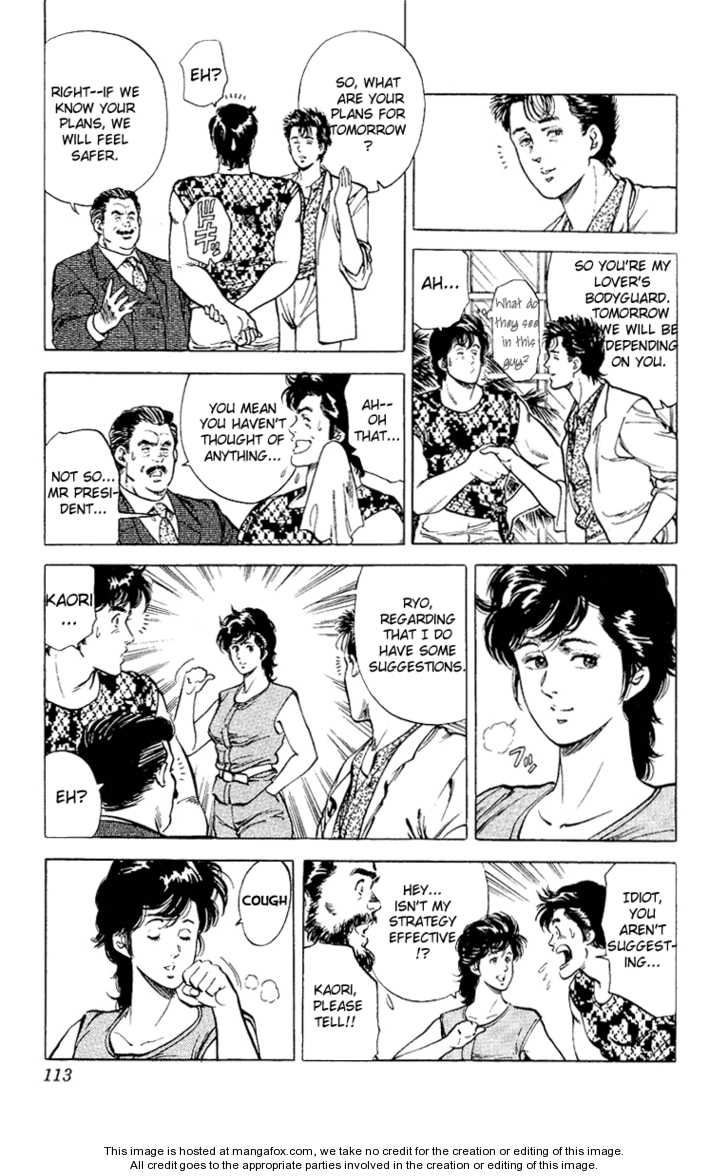 SO YOU'RE MY
LOVER'S
BODYGUARD.
TOMORROW
WE WILL BE
DEPENDING
ON YOU.
What do
they see
in this
guy?
AH...
SO, WHAT
ARE YOUR
PLANS FOR
TOMORROW
?
EH?
RIGHT--IF WE
KNOW YOUR
PLANS, WE
WILL FEEL
SAFER.
AH--
OH
THAT...
YOU MEAN
YOU HAVEN'T
THOUGHT OF
ANYTHING...
NOT SO...
MR PRESI-
DENT...
フッ
RYO,
REGARDING
THAT I DO
HAVE SOME
SUGGESTIONS.
KAORI
...
EH?
IDIOT,
YOU
AREN'T
SUGGEST-
ING...
HEY...
ISN'T MY
STRATEGY
EFFECTIVE
!?
KAORI,
PLEASE
TELL!!
COUGH
113
This image is hosted at mangafox.com, we take no credit for the creation or editing of this image.
All credit goes to the appropriate parties involved in the creation or editing of this image.